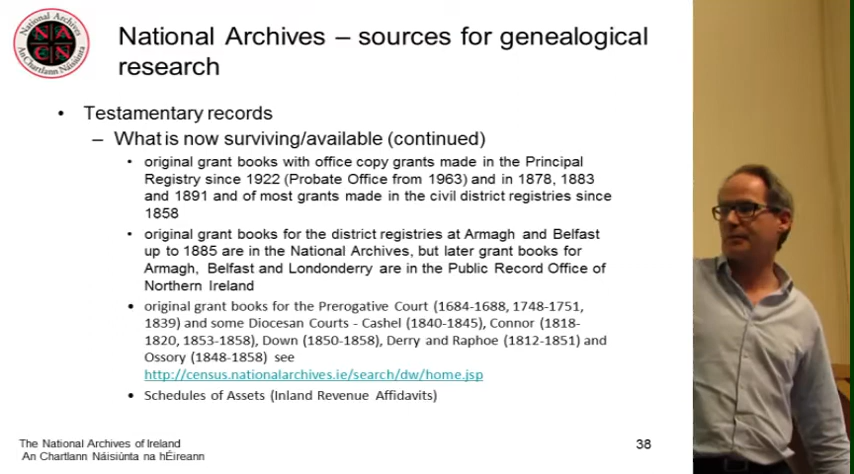 National Archives
N A
C N
An Chartlann Náisiúnta
National Archives – sources for genealogical
research
• Testamentary records
– What is now surviving/available (continued)
• original grant books with office copy grants made in the Principal
Registry since 1922 (Probate Office from 1963) and in 1878, 1883
and 1891 and of most grants made in the civil district registries since
1858
• original grant books for the district registries at Armagh and Belfast
up to 1885 are in the National Archives, but later grant books for
Armagh, Belfast and Londonderry are in the Public Record Office of
Northern Ireland
• original grant books for the Prerogative Court (1684-1688, 1748-1751,
1839) and some Diocesan Courts - Cashel (1840-1845), Connor (1818-
1820, 1853-1858), Down (1850-1858), Derry and Raphoe (1812-1851) and
Ossory (1848-1858) see
http://census.nationalarchives.ie/search/dw/home.jsp
• Schedules of Assets (Inland Revenue Affidavits)
The National Archives of Ireland
An Chartlann Náisiúnta na hÉireann
38